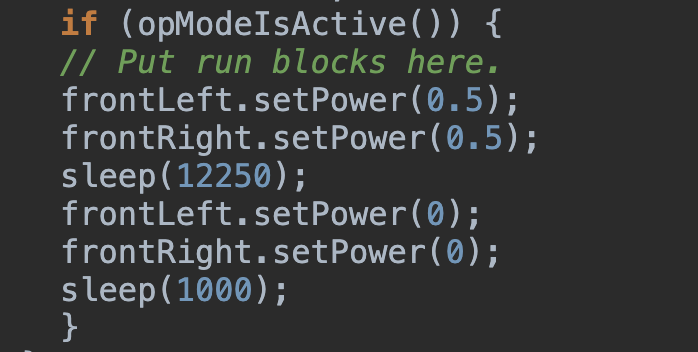 if (opModeIsActive()) {
// Put run blocks here.
frontLeft.setPower(0.5);
frontRight.setPower(0.5);
sleep(12250);
frontLeft.setPower(0);
frontRight.setPower(0);
sleep(1000);
}